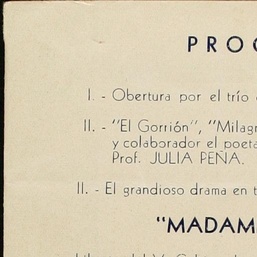 PROG
I. - Obertura por el trío
II. - "El Gorrión", "Milagr
y colaborador el poeta
Prof. JULIA PEÑA.
II. - El grandioso drama en t
"MADAM